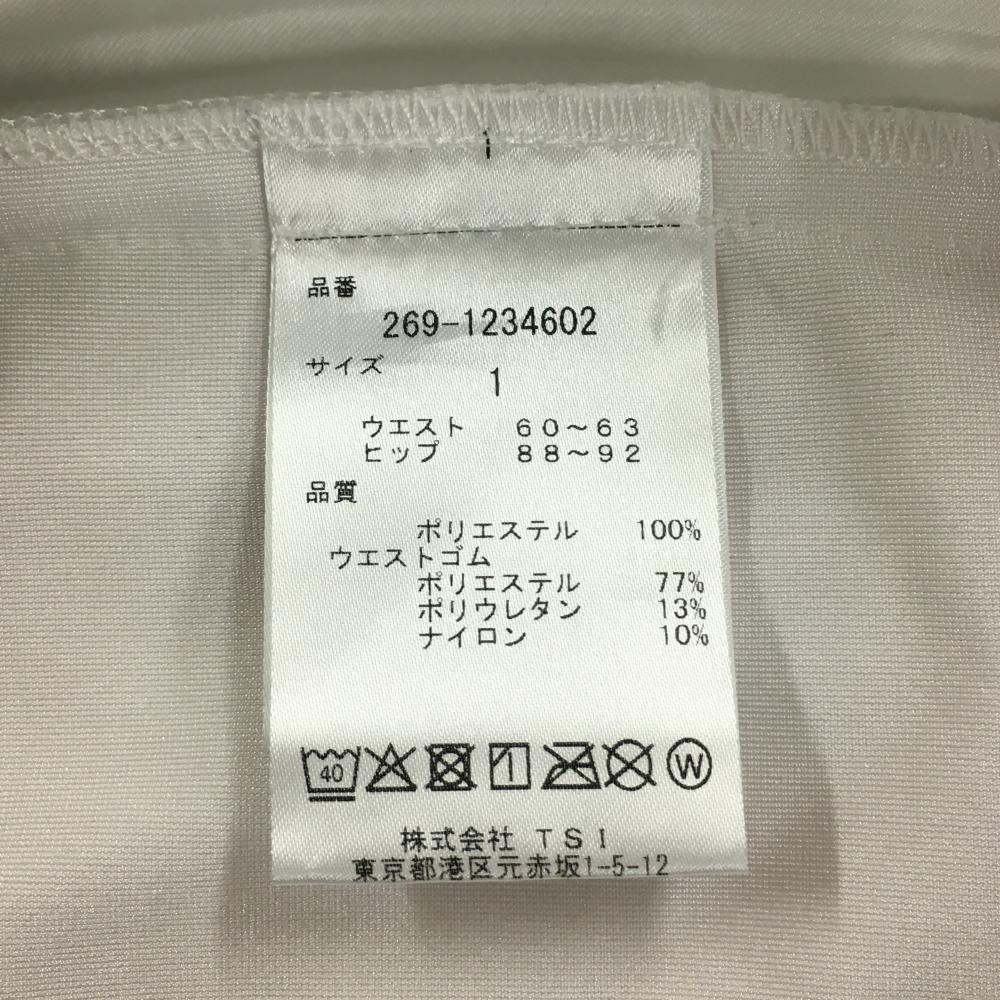 品番
269-1234602
サイズ
1
ウエスト 60～63
ヒップ 88～92
品質
ポリエステル 100%
ウエストゴム
ポリエステル 77%
ポリウレタン 13%
ナイロン 10%
40 W
株式会社 TSI
東京都港区元赤坂1-5-12